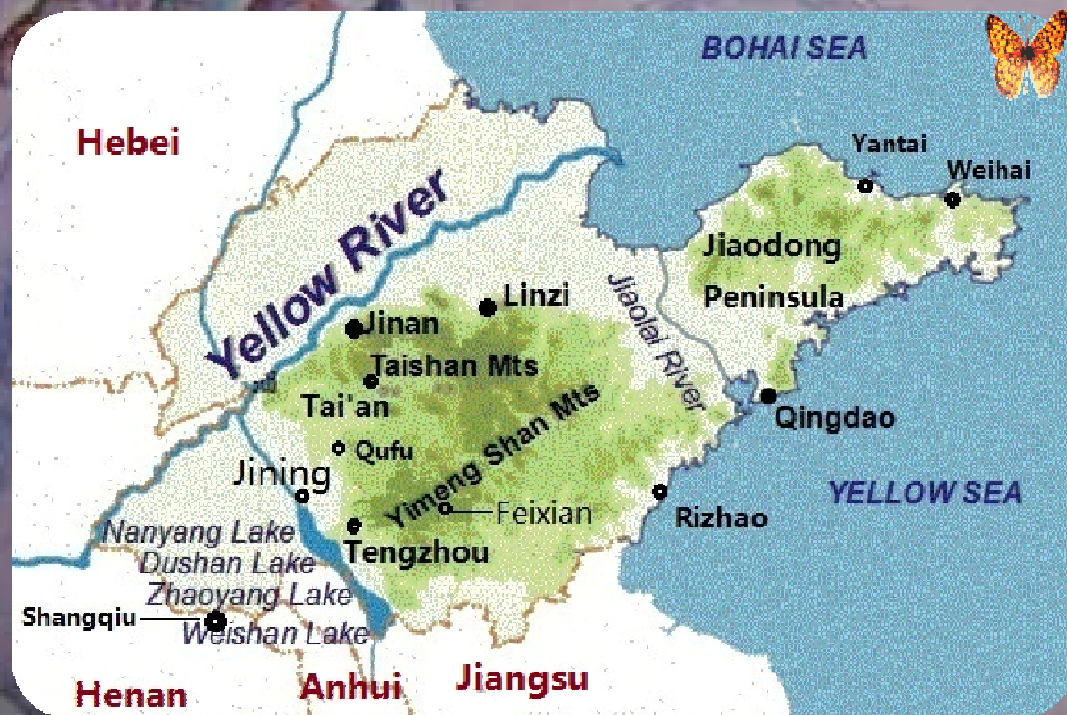 BOHAI SEA
Hebei
Yantai
Weihai
Yellow River
Jiaodong
Peninsula
Jiaolai River
Linzi
Jinan
Taishan Mts
Tai'an
Yimeng Shan Mts
Qingdao
Qufu
Jining
YELLOW SEA
Feixian
Rizhao
Nanyang Lake
Tengzhou
Dushan Lake
Zhaoyang Lake
Shangqiu
Weishan Lake
Henan
Anhui
Jiangsu